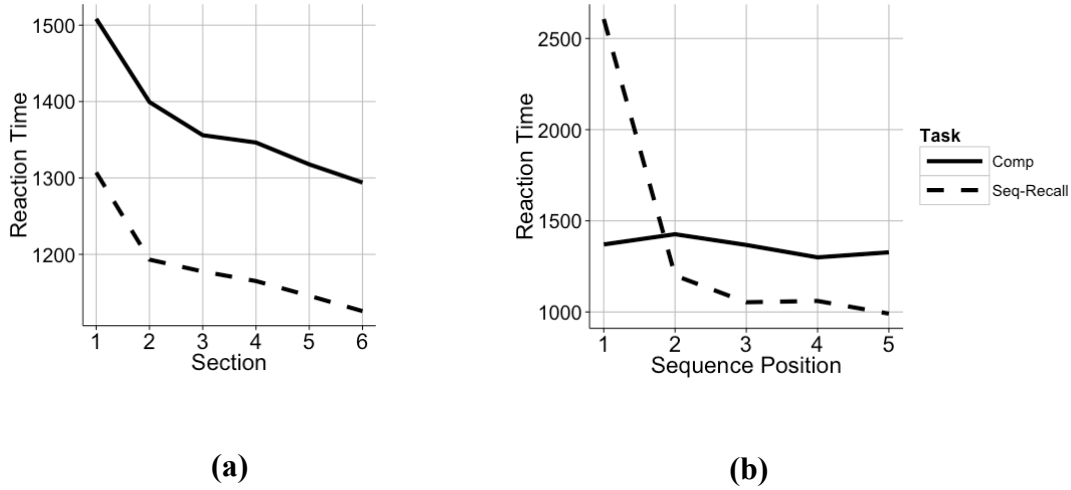 1500
1400
1300
1200
Reaction Time
1 2 3 4 5 6
Section
(a)
2500
2000
1500
1000
Reaction Time
1 2 3 4 5
Sequence Position
Task
Comp
Seq-Recall
(b)